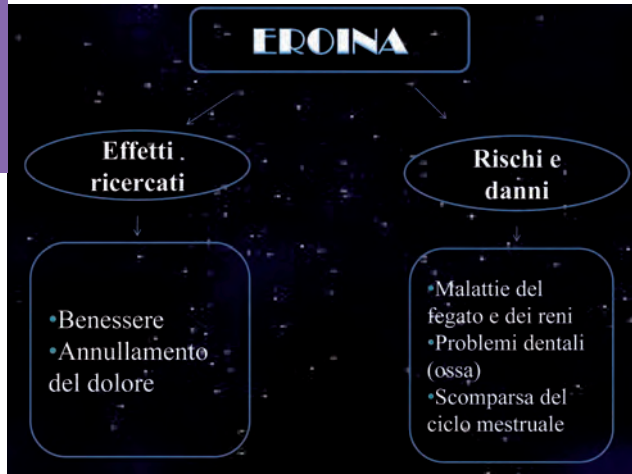 EROINA
Effetti
ricercati
•Benessere
•Annullamento
del dolore
Rischi e
danni
•Malattie del
fegato e dei reni
•Problemi dentali
(ossa)
•Scomparsa del
ciclo mestruale